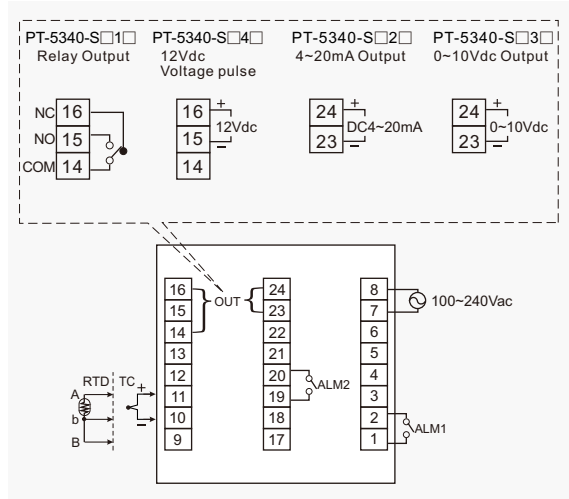 PT-5340-S□1□ PT-5340-S□4□ PT-5340-S□2□ PT-5340-S□3□
Relay Output 12Vdc 4~20mA Output 0~10Vdc Output
Voltage pulse
NC 16 16 + 24 + 24 +
12Vdc DC4~20mA 0~10Vdc
NO 15 15 − 23 − 23 −
COM 14 14
16 24 8
OUT 100~240Vac
15 23 7
14 22 6
13 21 5
12 20 4
RTD TC + ALM2
A 11 19 3
b − 10 18 2
ALM1
B 9 17 1